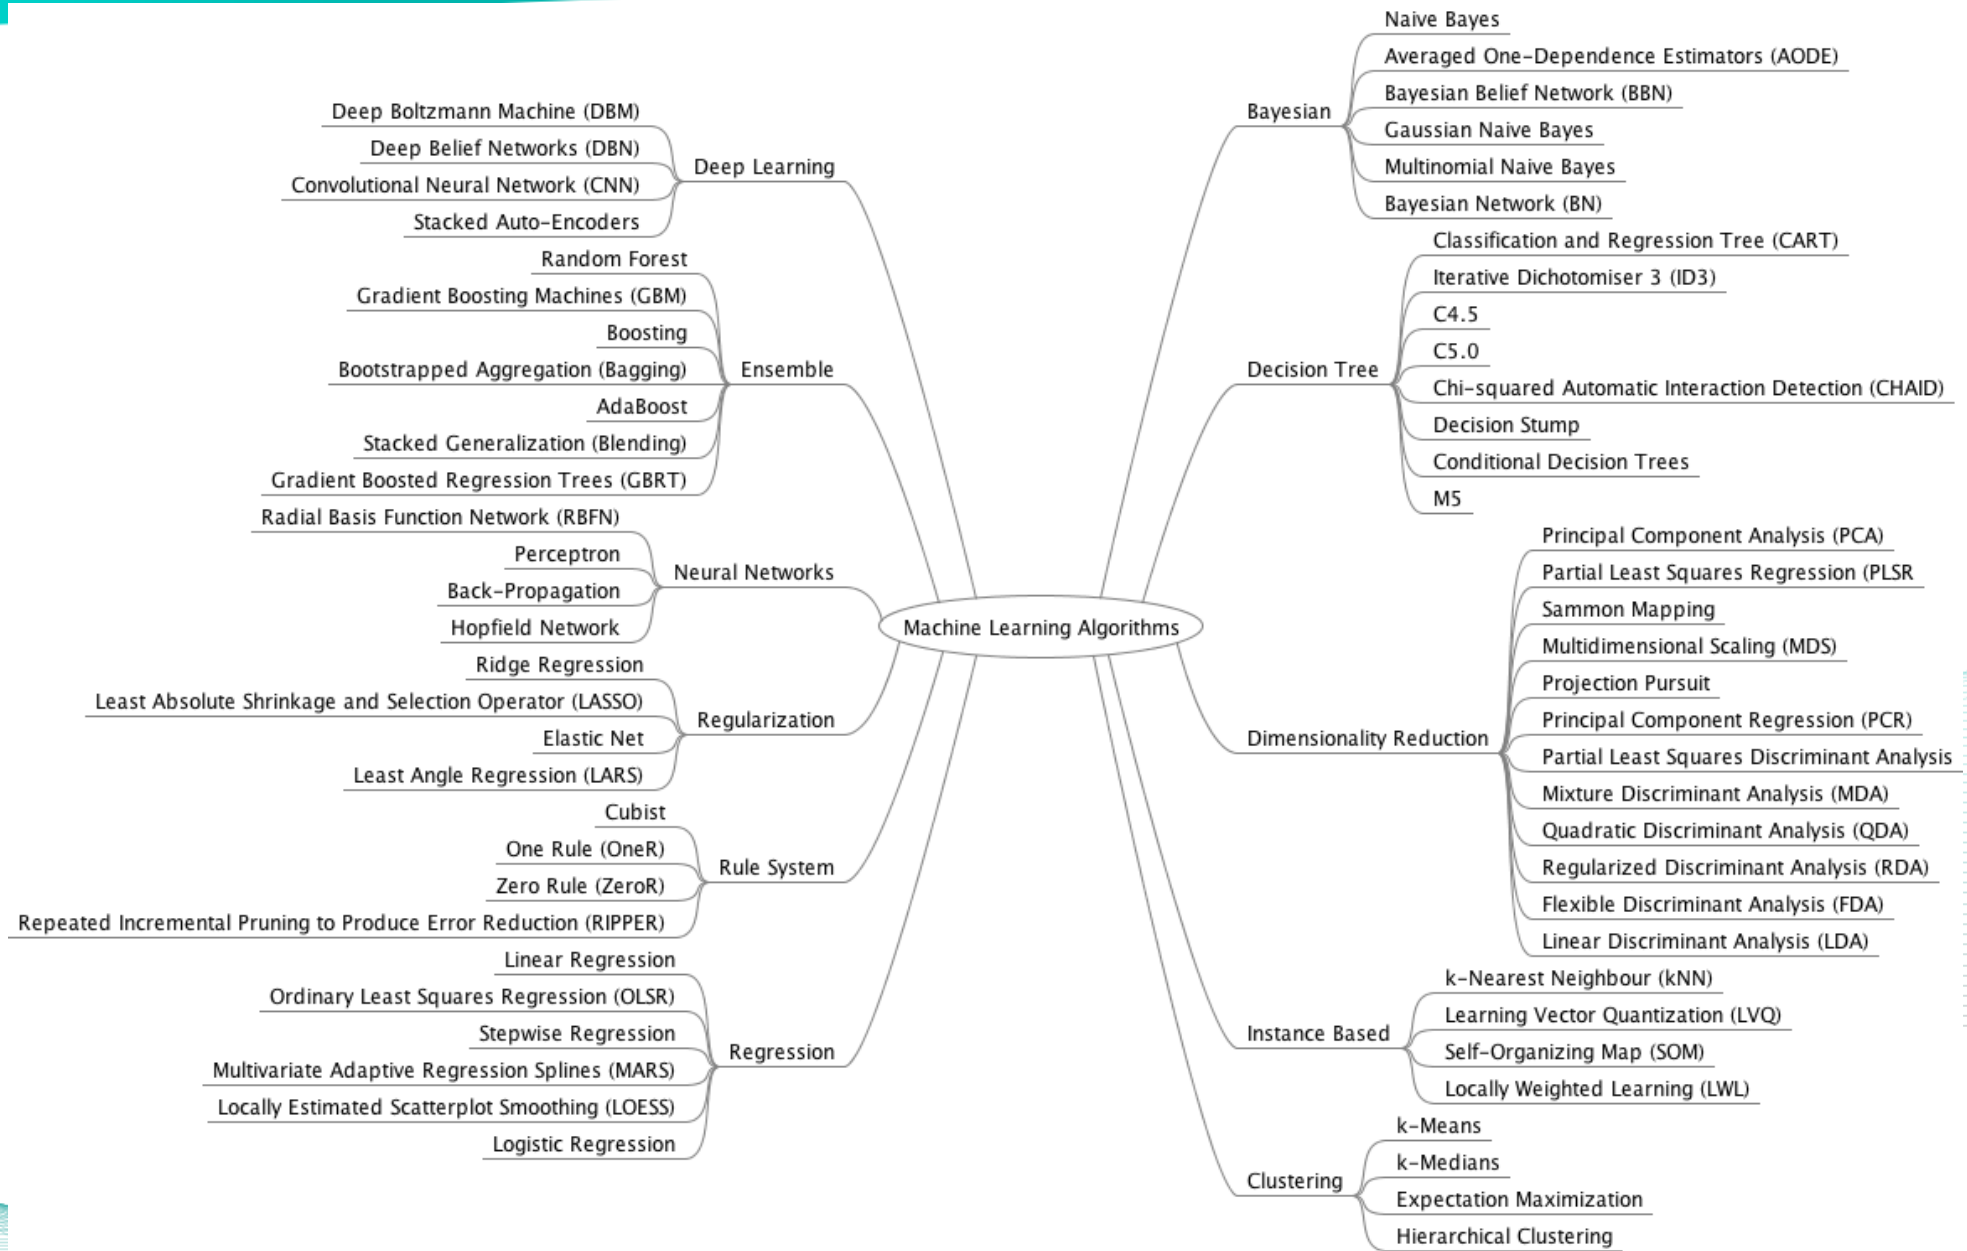 Machine Learning Algorithms
Deep Learning
Deep Boltzmann Machine (DBM)
Deep Belief Networks (DBN)
Convolutional Neural Network (CNN)
Stacked Auto-Encoders
Ensemble
Random Forest
Gradient Boosting Machines (GBM)
Boosting
Bootstrapped Aggregation (Bagging)
AdaBoost
Stacked Generalization (Blending)
Gradient Boosted Regression Trees (GBRT)
Neural Networks
Radial Basis Function Network (RBFN)
Perceptron
Back-Propagation
Hopfield Network
Regularization
Ridge Regression
Least Absolute Shrinkage and Selection Operator (LASSO)
Elastic Net
Least Angle Regression (LARS)
Rule System
Cubist
One Rule (OneR)
Zero Rule (ZeroR)
Repeated Incremental Pruning to Produce Error Reduction (RIPPER)
Regression
Linear Regression
Ordinary Least Squares Regression (OLSR)
Stepwise Regression
Multivariate Adaptive Regression Splines (MARS)
Locally Estimated Scatterplot Smoothing (LOESS)
Logistic Regression
Bayesian
Naive Bayes
Averaged One-Dependence Estimators (AODE)
Bayesian Belief Network (BBN)
Gaussian Naive Bayes
Multinomial Naive Bayes
Bayesian Network (BN)
Decision Tree
Classification and Regression Tree (CART)
Iterative Dichotomiser 3 (ID3)
C4.5
C5.0
Chi-squared Automatic Interaction Detection (CHAID)
Decision Stump
Conditional Decision Trees
M5
Dimensionality Reduction
Principal Component Analysis (PCA)
Partial Least Squares Regression (PLSR
Sammon Mapping
Multidimensional Scaling (MDS)
Projection Pursuit
Principal Component Regression (PCR)
Partial Least Squares Discriminant Analysis
Mixture Discriminant Analysis (MDA)
Quadratic Discriminant Analysis (QDA)
Regularized Discriminant Analysis (RDA)
Flexible Discriminant Analysis (FDA)
Linear Discriminant Analysis (LDA)
Instance Based
k-Nearest Neighbour (kNN)
Learning Vector Quantization (LVQ)
Self-Organizing Map (SOM)
Locally Weighted Learning (LWL)
Clustering
k-Means
k-Medians
Expectation Maximization
Hierarchical Clustering